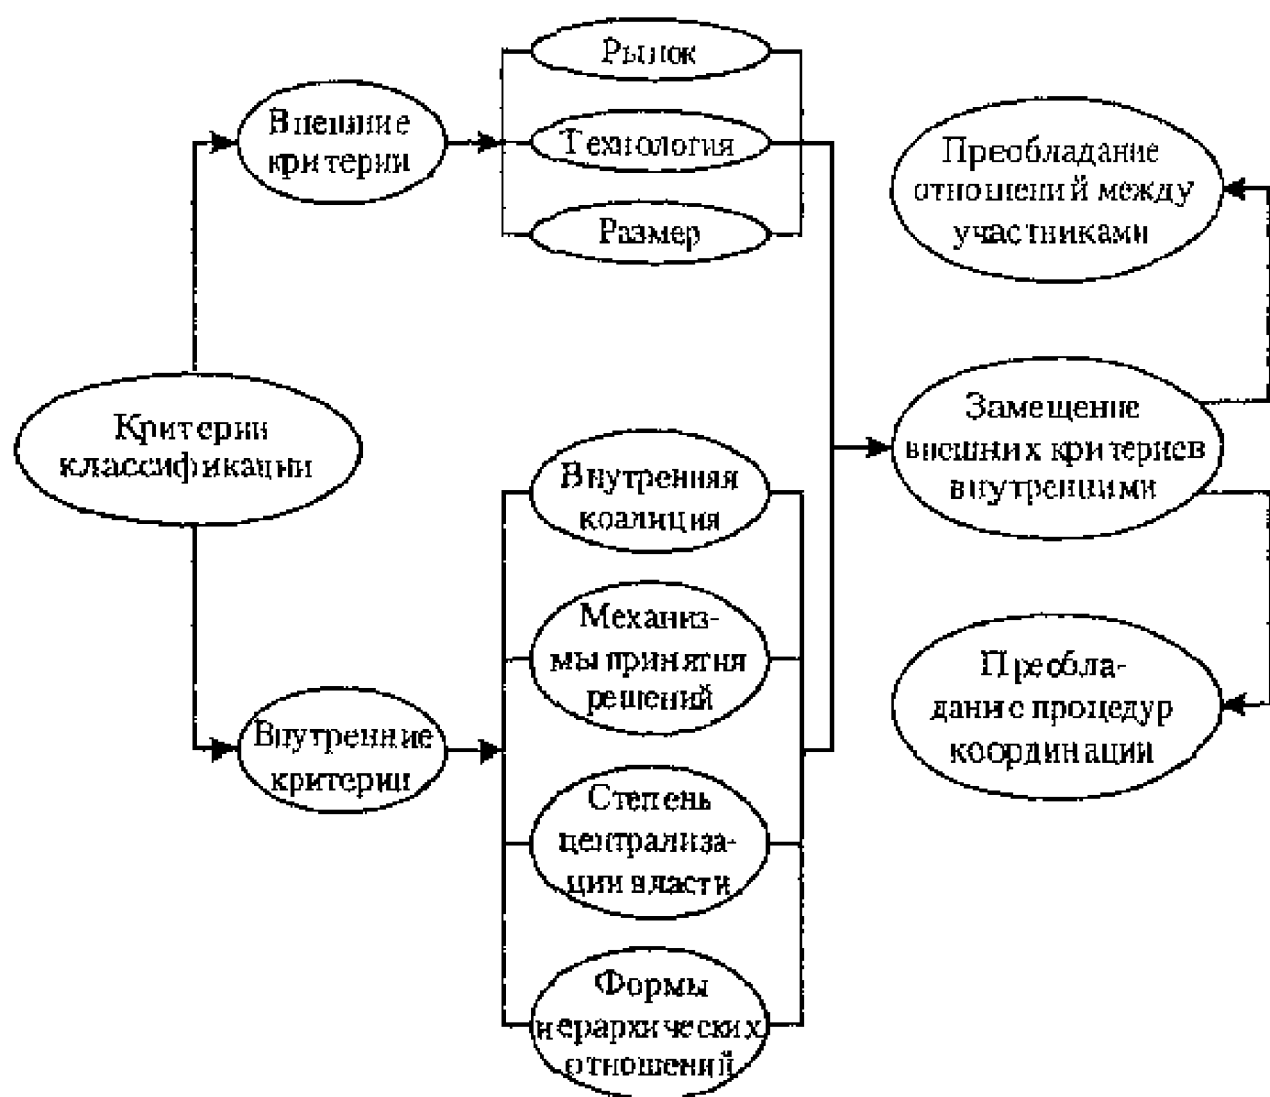 Рынок
Внешние
критерии
Технология
Размер
Преобладание
отношений между
участниками
Критерии
классификации
Замещение
внешних критериев
внутренними
Внутренняя
коалиция
Механиз-
мы принятия
решений
Преобла-
дание процедур
координации
Внутренние
критерии
Степень
централиза-
ции власти
Формы
иерархических
отношений